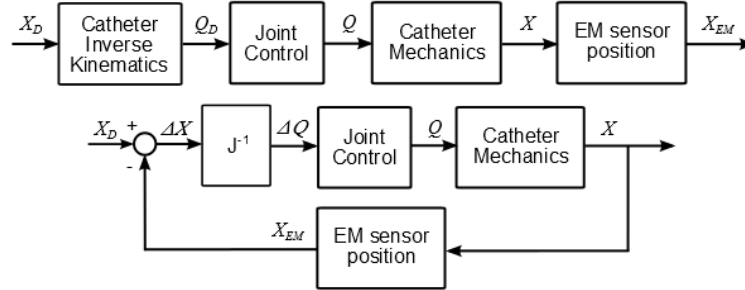 X_D
Catheter
Inverse
Kinematics
Q_D
Joint
Control
Q
Catheter
Mechanics
X
EM sensor
position
X_EM
X_D
+
-
ΔX
J⁻¹
ΔQ
Joint
Control
Q
Catheter
Mechanics
X
X_EM
EM sensor
position